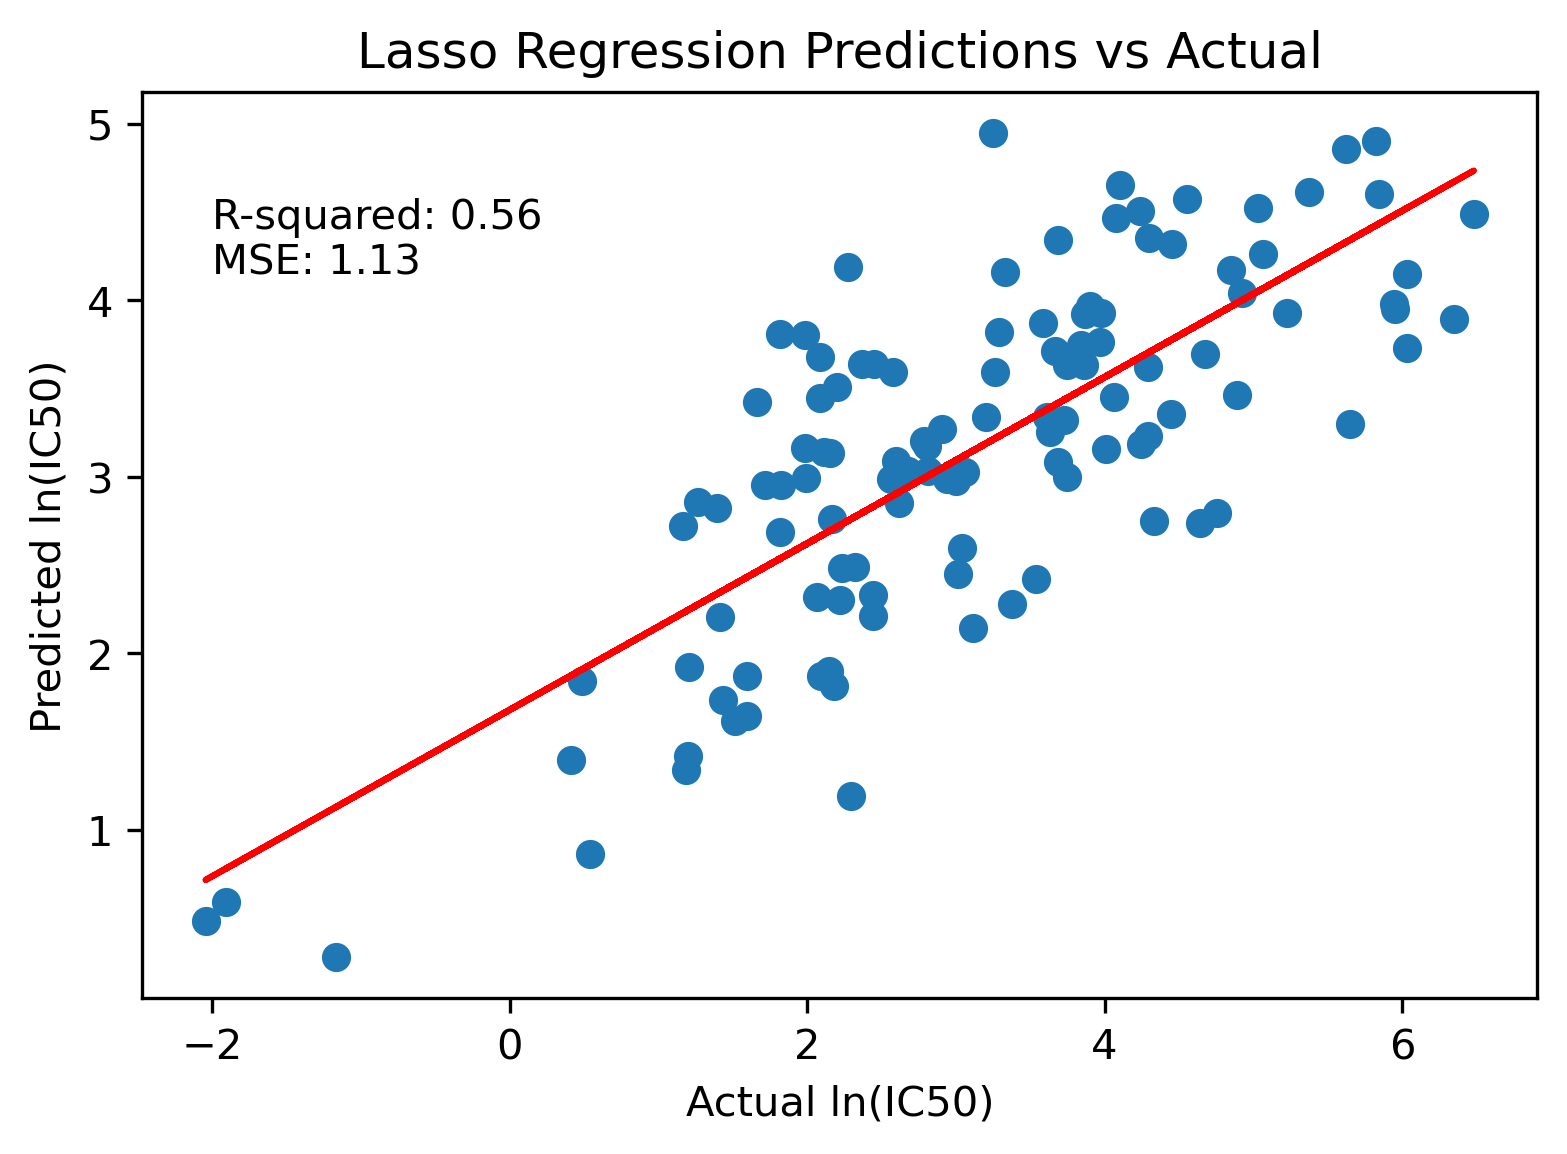 Lasso Regression Predictions vs Actual
R-squared: 0.56
MSE: 1.13
5
4
3
2
1
Predicted ln(IC50)
−2 0 2 4 6
Actual ln(IC50)